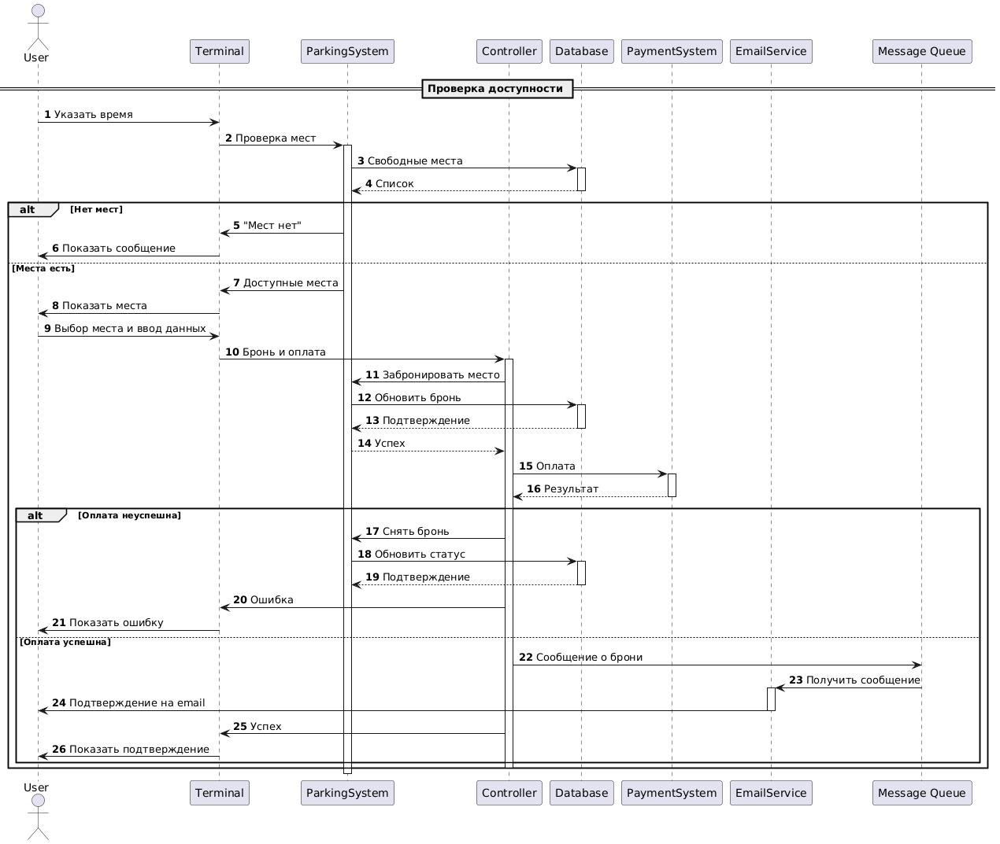 User
Terminal
ParkingSystem
Controller
Database
PaymentSystem
EmailService
Message Queue
Проверка доступности
1 Указать время
2 Проверка мест
3 Свободные места
4 Список
alt
[Нет мест]
5 "Мест нет"
6 Показать сообщение
[Места есть]
7 Доступные места
8 Показать места
9 Выбор места и ввод данных
10 Бронь и оплата
11 Забронировать место
12 Обновить бронь
13 Подтверждение
14 Успех
15 Оплата
16 Результат
alt
[Оплата неуспешна]
17 Снять бронь
18 Обновить статус
19 Подтверждение
20 Ошибка
21 Показать ошибку
[Оплата успешна]
22 Сообщение о брони
23 Получить сообщение
24 Подтверждение на email
25 Успех
26 Показать подтверждение
User
Terminal
ParkingSystem
Controller
Database
PaymentSystem
EmailService
Message Queue